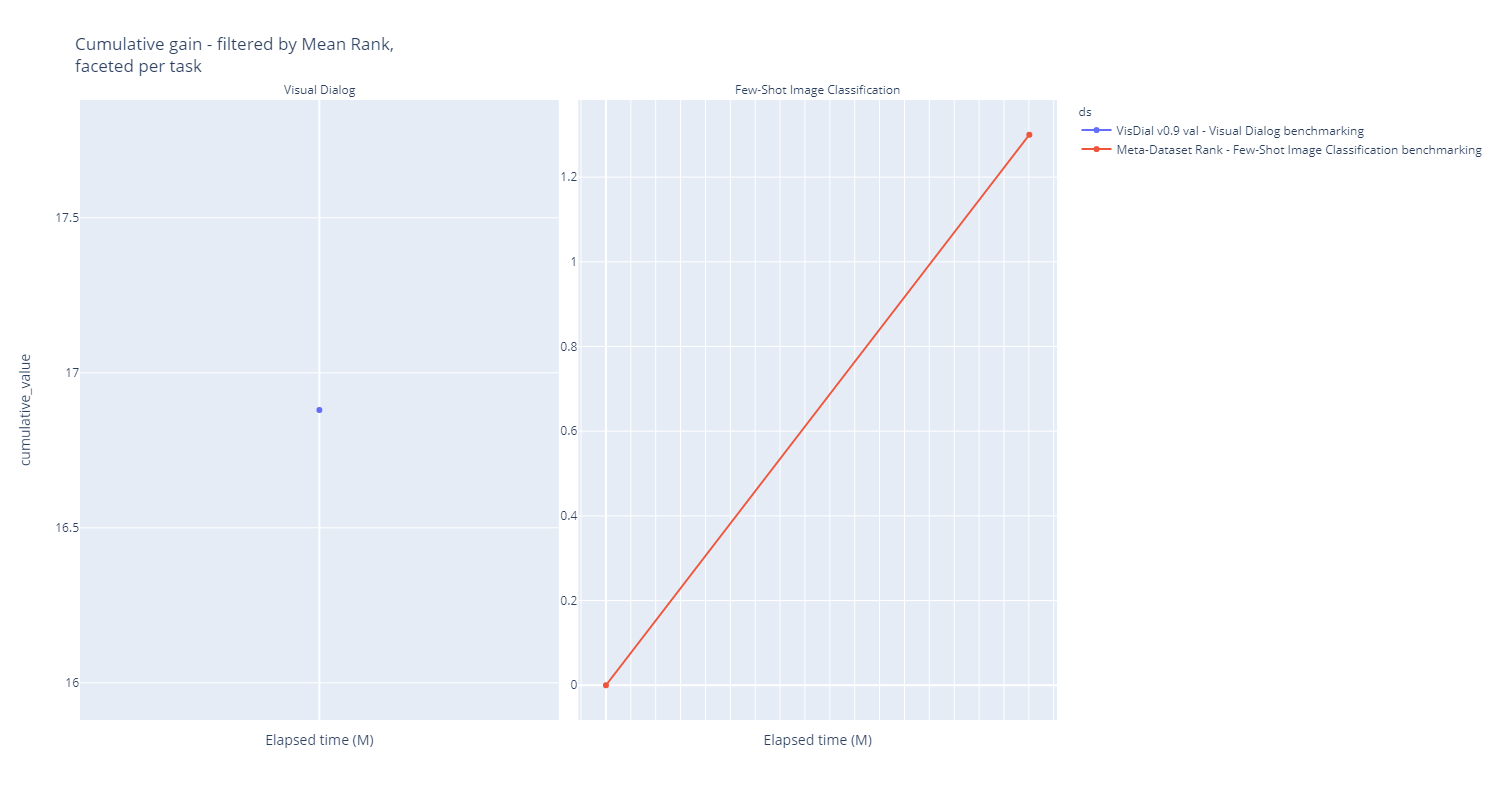 Cumulative gain - filtered by Mean Rank,
faceted per task
Visual Dialog
Few-Shot Image Classification
ds
VisDial v0.9 val - Visual Dialog benchmarking
Meta-Dataset Rank - Few-Shot Image Classification benchmarking
cumulative_value
17.5
17
16.5
16
1.2
1
0.8
0.6
0.4
0.2
0
Elapsed time (M)
Elapsed time (M)